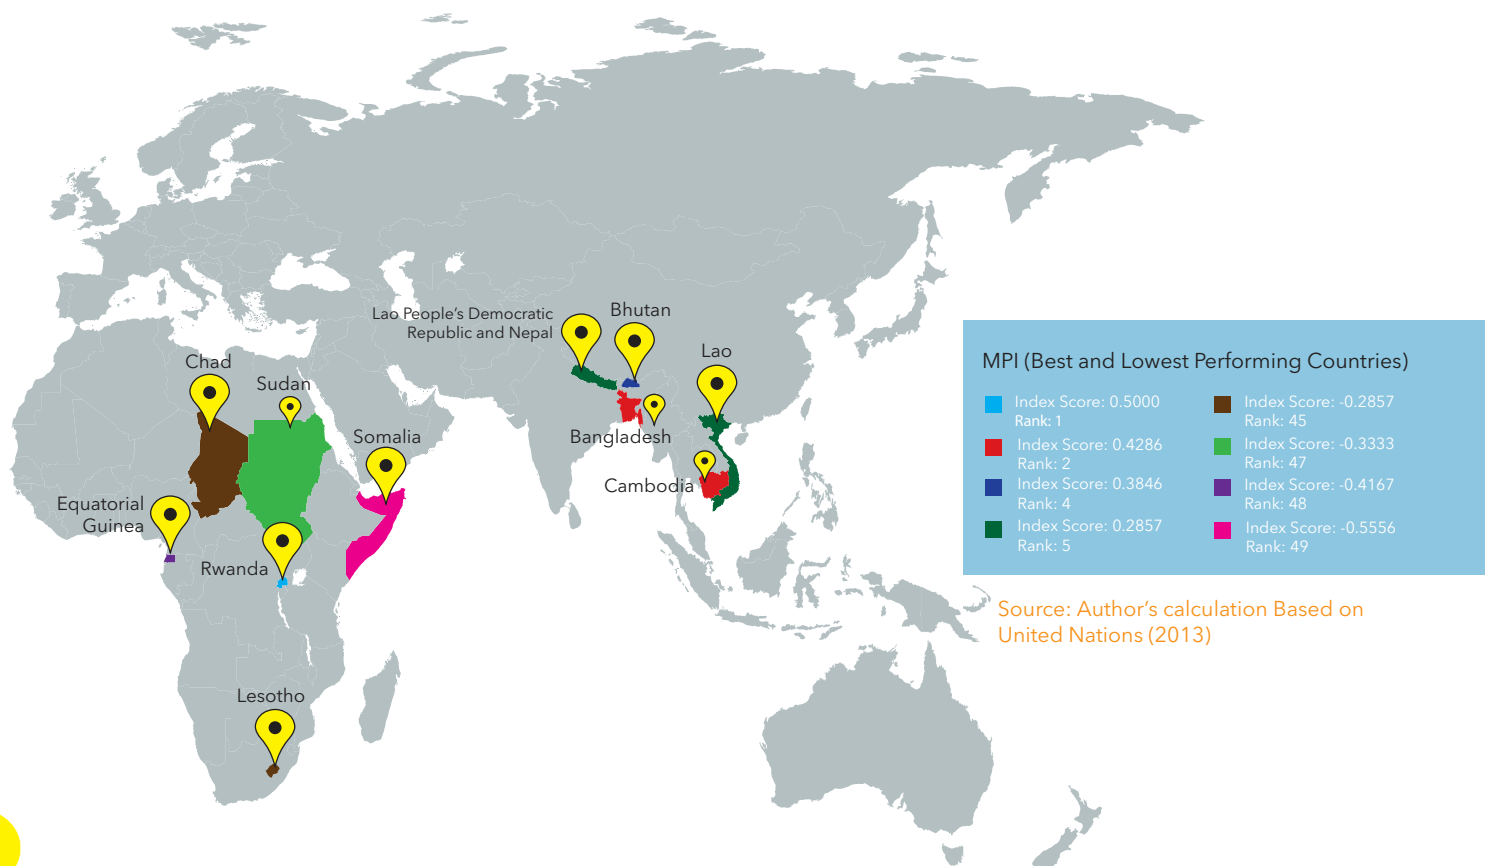 Lao People's Democratic
Republic and Nepal
Bhutan
Lao
Chad
Sudan
Somalia
Bangladesh
Cambodia
Equatorial
Guinea
Rwanda
Lesotho
MPI (Best and Lowest Performing Countries)
Index Score: 0.5000
Rank: 1
Index Score: 0.4286
Rank: 2
Index Score: 0.3846
Rank: 4
Index Score: 0.2857
Rank: 5
Index Score: -0.2857
Rank: 45
Index Score: -0.3333
Rank: 47
Index Score: -0.4167
Rank: 48
Index Score: -0.5556
Rank: 49
Source: Author's calculation Based on
United Nations (2013)